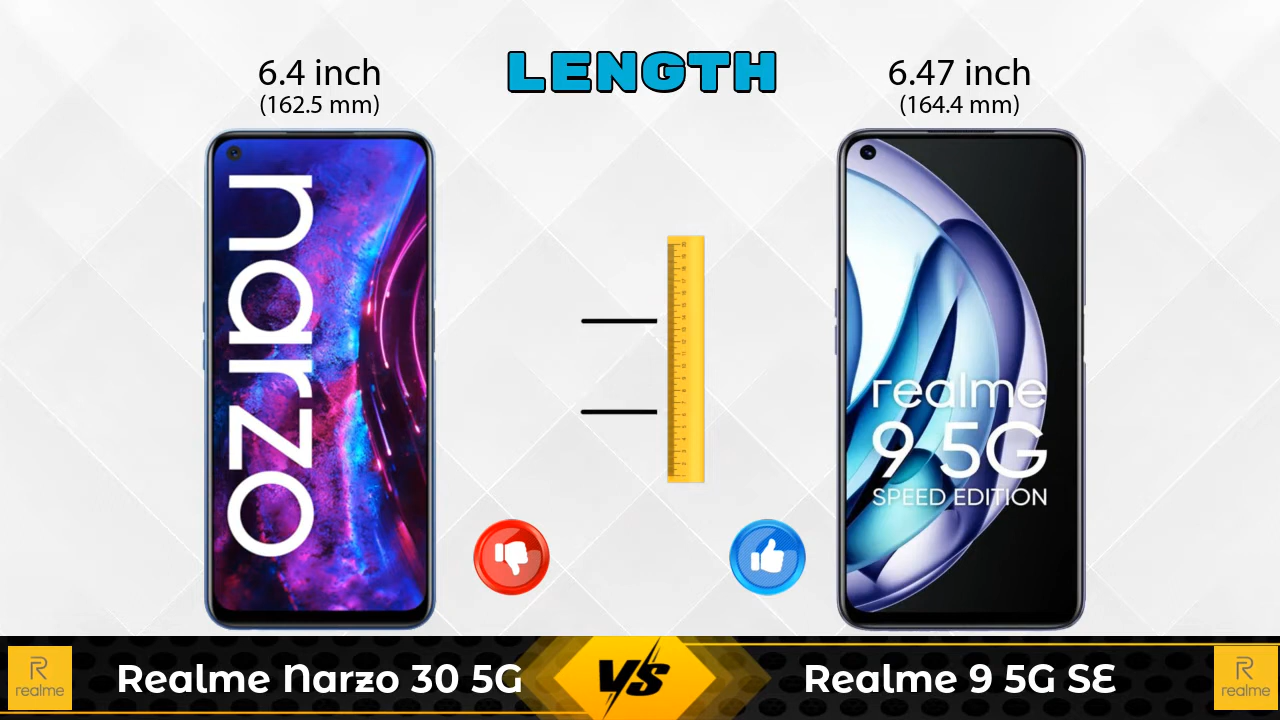 LENGTH
6.4 inch
(162.5 mm)
6.47 inch
(164.4 mm)
narzo
realme
9 5G
SPEED EDITION
realme
Realme Narzo 30 5G
VS
Realme 9 5G SE
realme